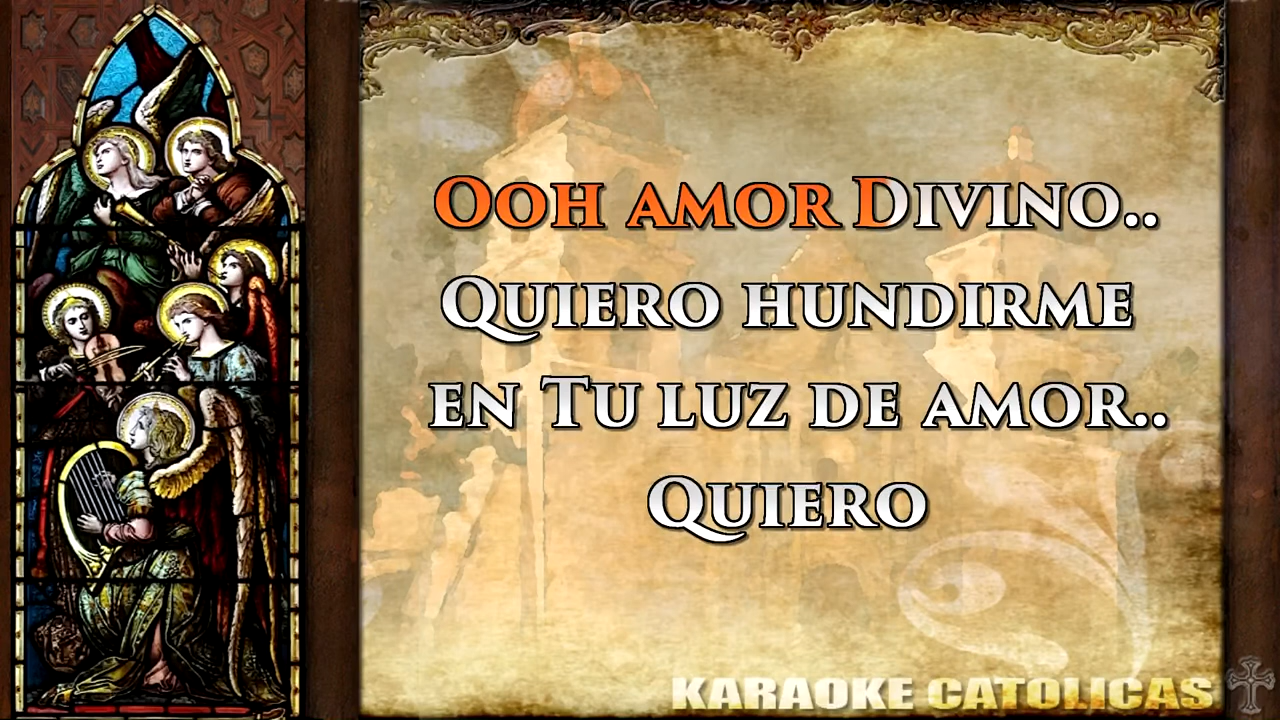 Ooh amor Divino..
Quiero hundirme
en Tu luz de amor..
Quiero
KARAOKE CATOLICAS